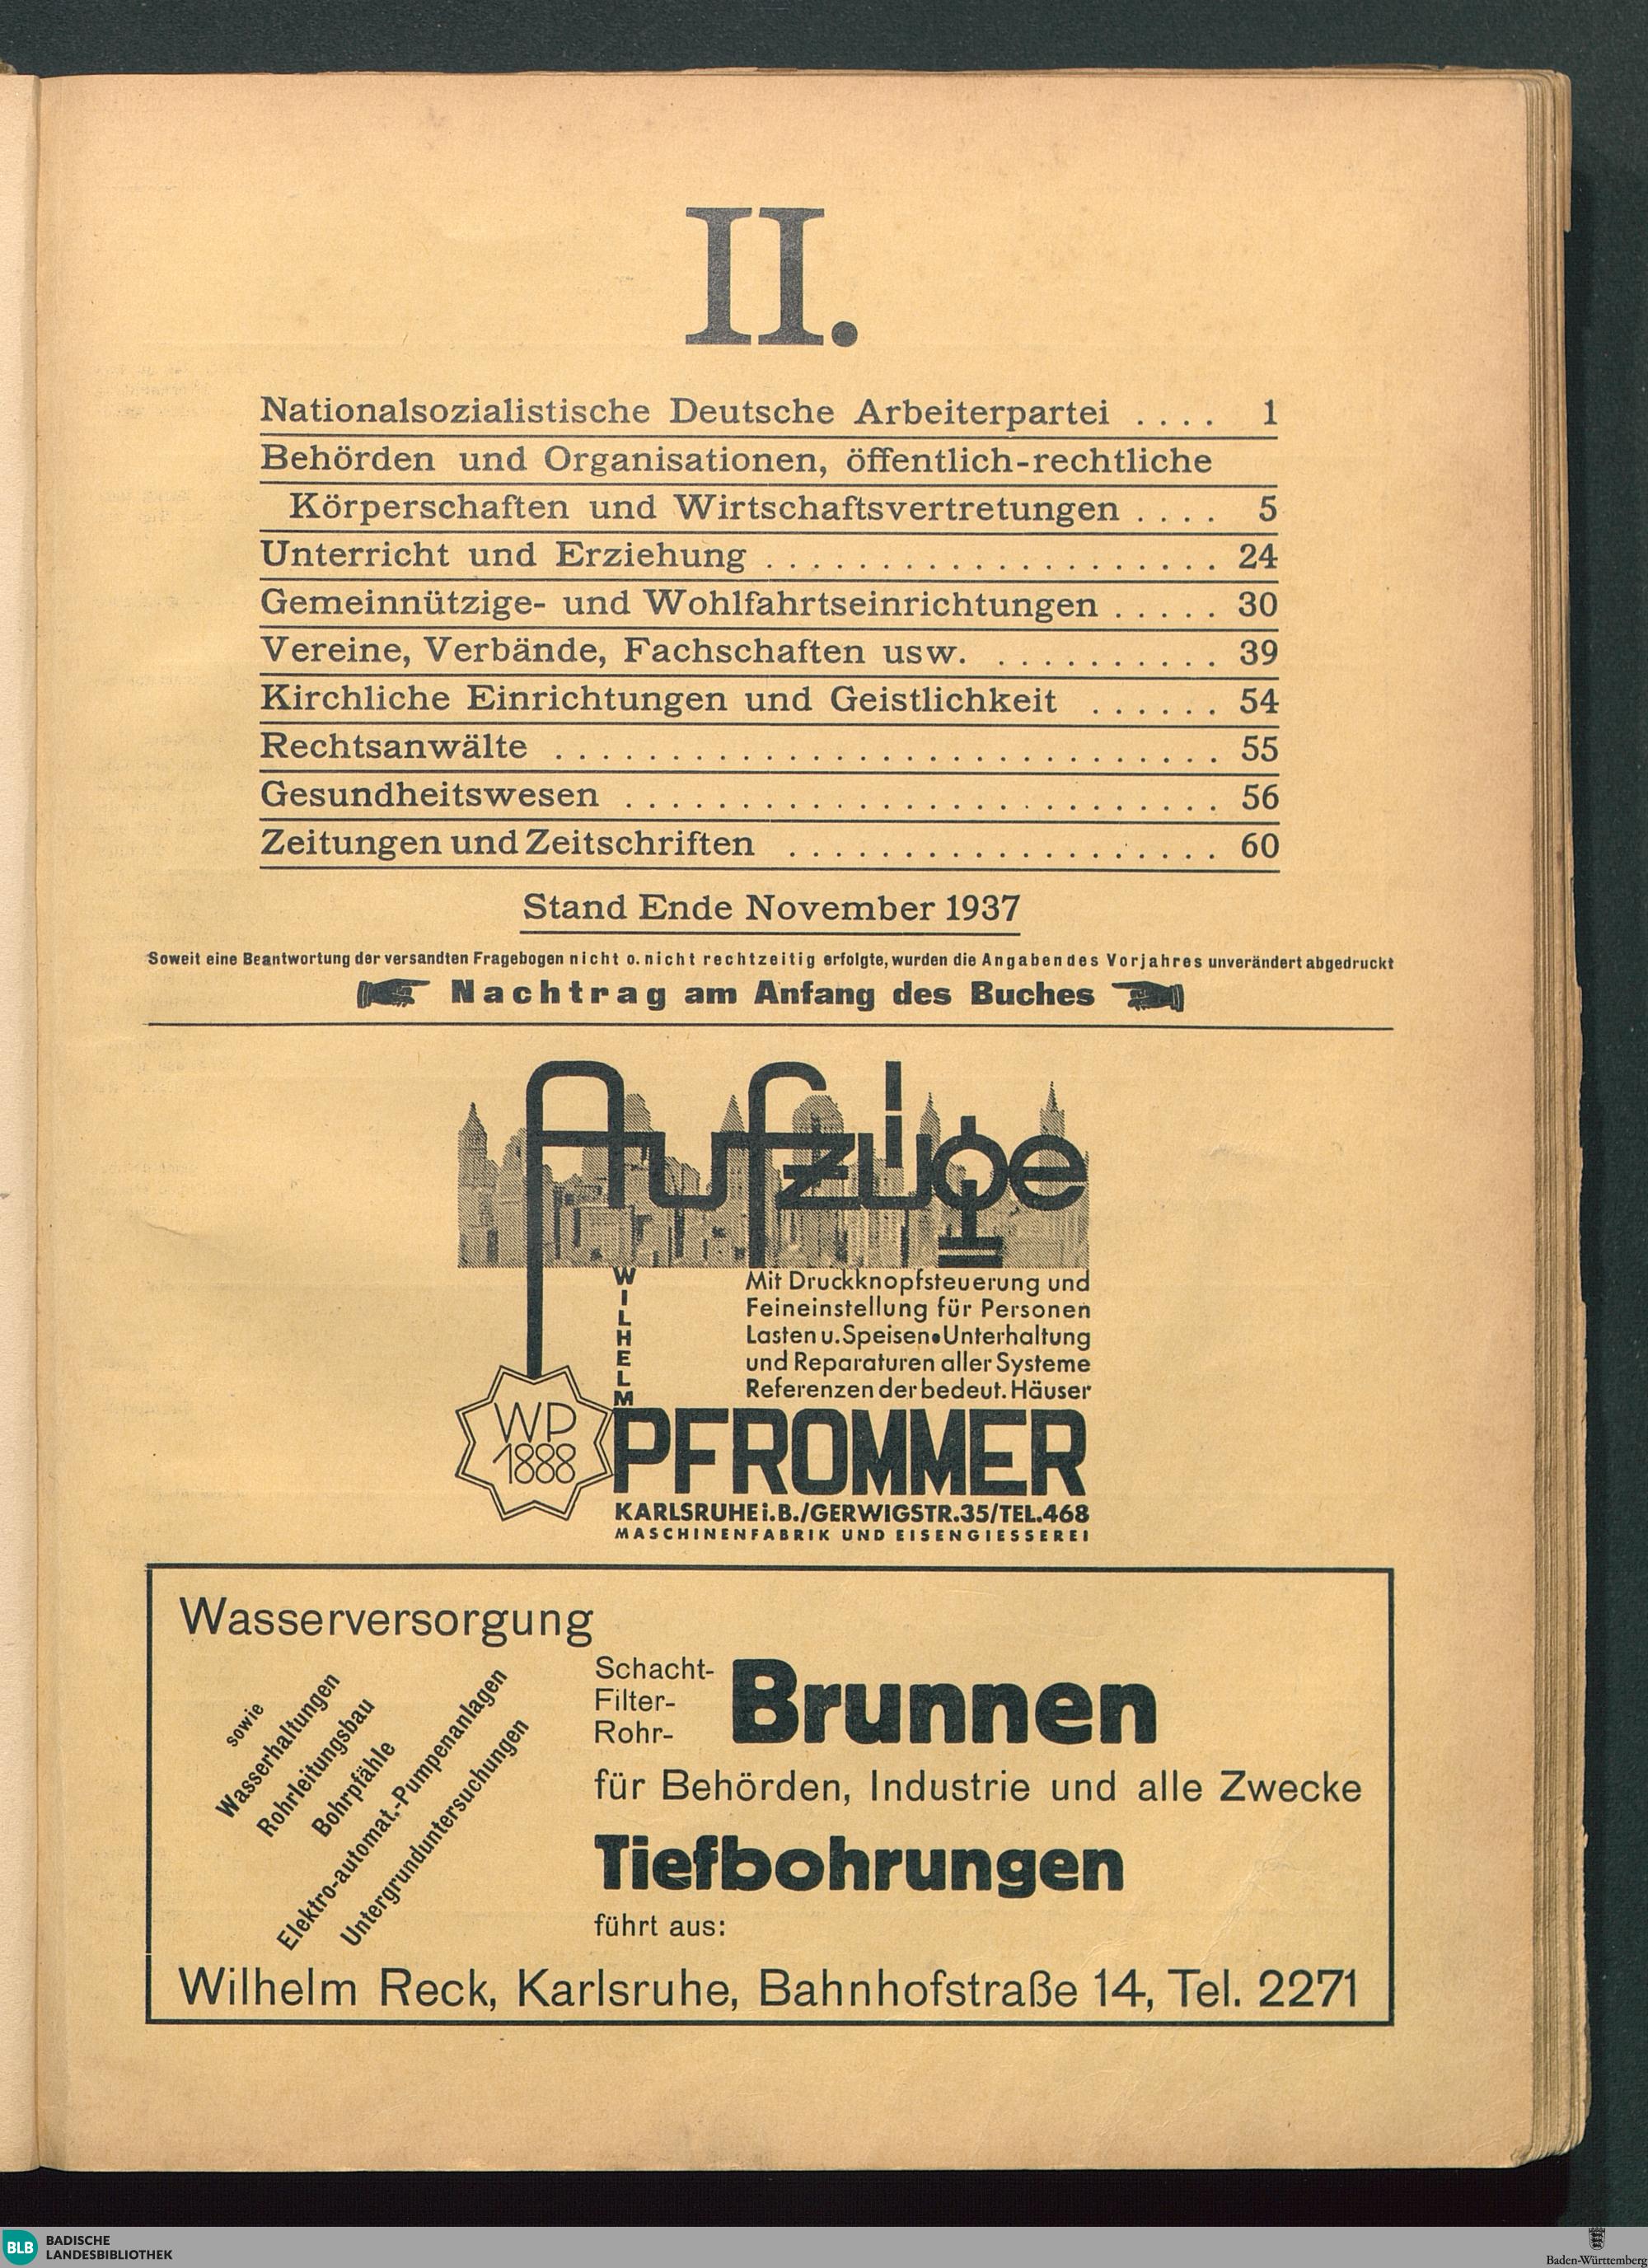 II.
Nationalsozialistische Deutsche Arbeiterpartei . . . . 1
Behörden und Organisationen, öffentlich-rechtliche
Körperschaften und Wirtschaftsvertretungen . . . . 5
Unterricht und Erziehung . . . . . . . . . . . . . . . . . . . . 24
Gemeinnützige- und Wohlfahrtseinrichtungen . . . . . 30
Vereine, Verbände, Fachschaften usw. . . . . . . . . . . 39
Kirchliche Einrichtungen und Geistlichkeit . . . . . . 54
Rechtsanwälte . . . . . . . . . . . . . . . . . . . . . . . . . . . . . 55
Gesundheitswesen . . . . . . . . . . . . . . . . . . . . . . . . . . 56
Zeitungen und Zeitschriften . . . . . . . . . . . . . . . . . . . 60
Stand Ende November 1937
Soweit eine Beantwortung der versandten Fragebogen nicht o. nicht rechtzeitig erfolgte, wurden die Angaben des Vorjahres unverändert abgedruckt
Nachtrag am Anfang des Buches
Aufzüge
Mit Druckknopfsteuerung und
Feineinstellung für Personen
Lasten u. Speisen • Unterhaltung
und Reparaturen aller Systeme
Referenzen der bedeut. Häuser
WP
1888
WILHELM
PFROMMER
KARLSRUHE i.B./GERWIGSTR.35/TEL.468
MASCHINENFABRIK UND EISENGIESSEREI
Wasserversorgung
sowie
Wasserhaltungen
Rohrleitungsbau
Bohrpfähle
Elektro-automat.-Pumpenanlagen
Untergrunduntersuchungen
Schacht-
Filter-
Rohr-
Brunnen
für Behörden, Industrie und alle Zwecke
Tiefbohrungen
führt aus:
Wilhelm Reck, Karlsruhe, Bahnhofstraße 14, Tel. 2271
BLB
BADISCHE
LANDESBIBLIOTHEK
Baden-Württemberg